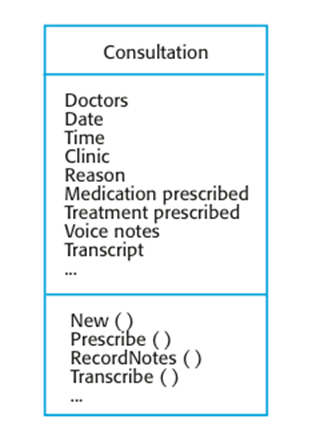 Consultation
Doctors
Date
Time
Clinic
Reason
Medication prescribed
Treatment prescribed
Voice notes
Transcript
...
New ( )
Prescribe ( )
RecordNotes ( )
Transcribe ( )
...